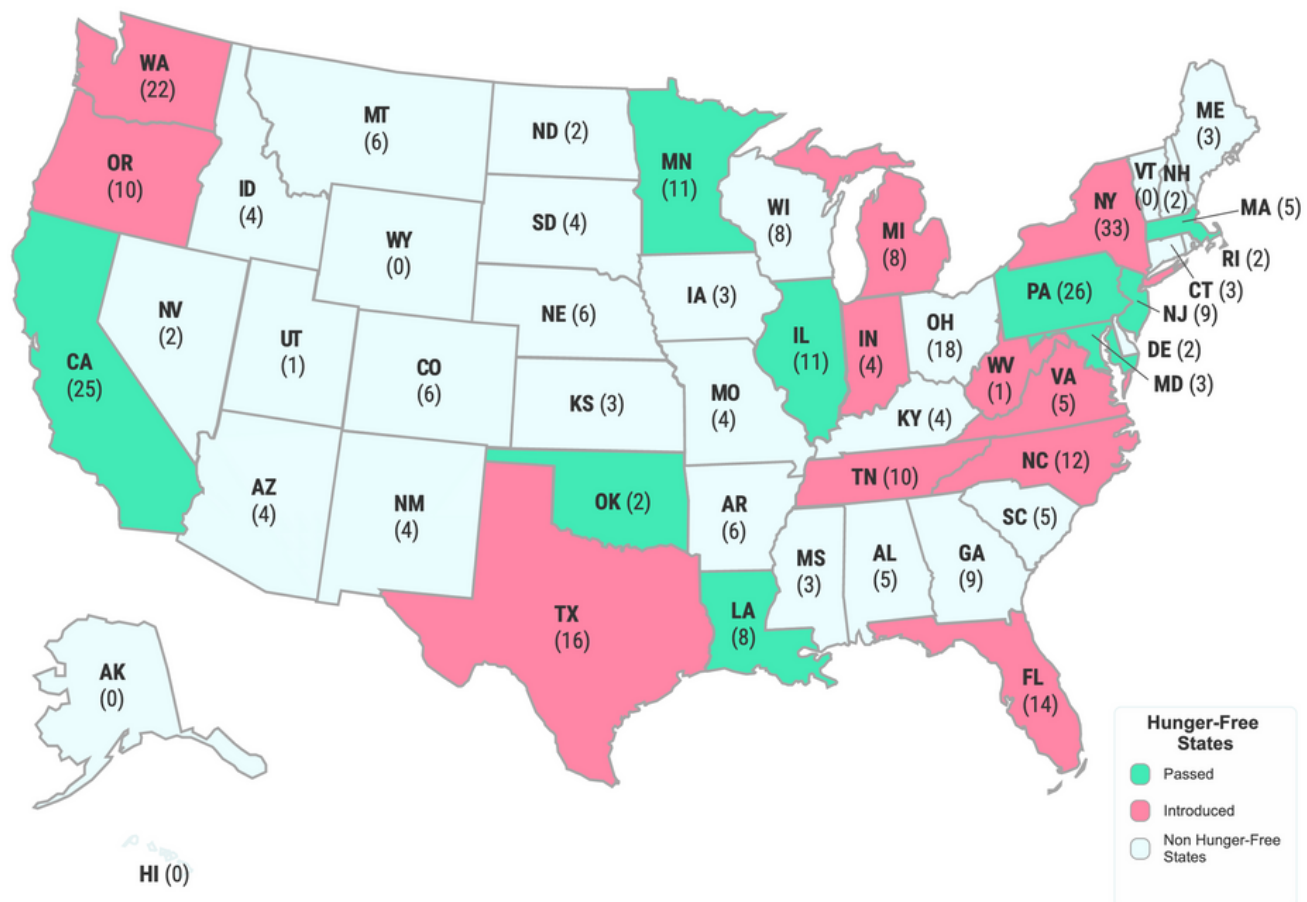 WA
(22)
OR
(10)
CA
(25)
ID
(4)
NV
(2)
MT
(6)
WY
(0)
UT
(1)
AZ
(4)
CO
(6)
NM
(4)
ND (2)
SD (4)
NE (6)
KS (3)
OK (2)
TX
(16)
MN
(11)
IA (3)
MO
(4)
AR
(6)
LA
(8)
WI
(8)
IL
(11)
MI
(8)
IN
(4)
OH
(18)
KY (4)
TN (10)
MS
(3)
AL
(5)
GA
(9)
FL
(14)
SC (5)
NC (12)
WV
(1)
VA
(5)
PA (26)
NY
(33)
VT
(0)
NH
(2)
ME
(3)
MA (5)
RI (2)
CT (3)
NJ (9)
DE (2)
MD (3)
AK
(0)
HI (0)
Hunger-Free
States
Passed
Introduced
Non Hunger-Free
States